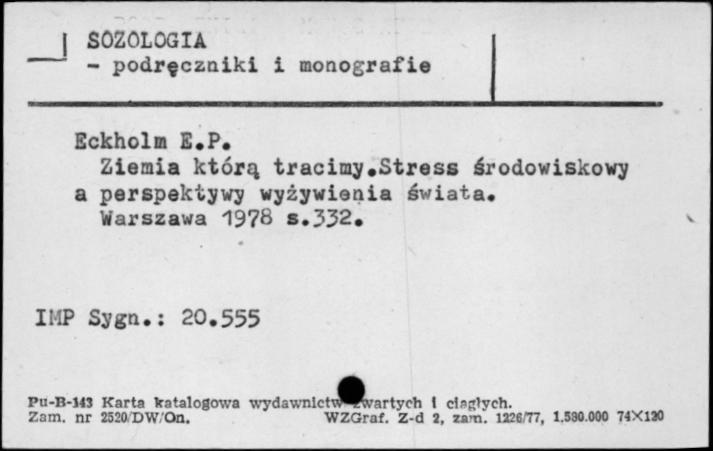 SOZOLOGIA
- podręczniki i monografie
Eckholm E.P.
Ziemia którą tracimy.Stress środowiskowy
a perspektywy wyżywienia świata.
Warszawa 1978 s.332.
IMP Sygn.: 20.555
Pu-B-143 Karta katalogowa wydawnictw zwartych i ciągłych.
Zam. nr 2520/DW/On. WZGraf. Z-d 2, zam. 1226/77, 1.580.000 74X120